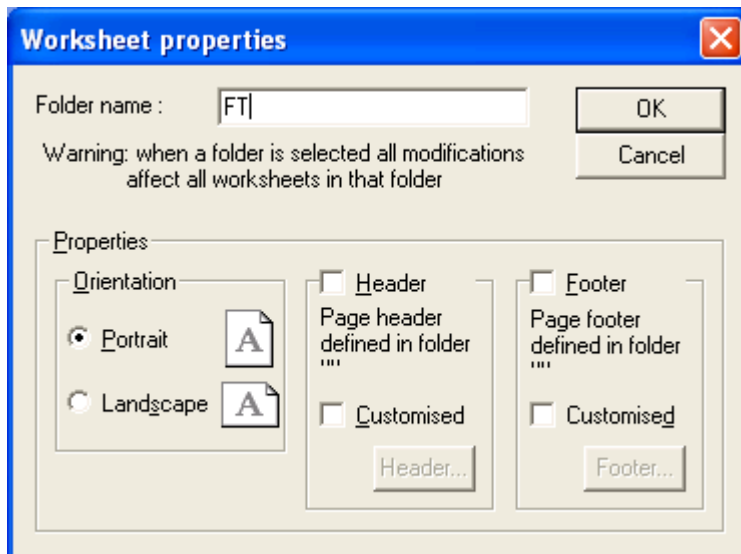 Worksheet properties
Folder name :
FT
OK
Warning: when a folder is selected all modifications
affect all worksheets in that folder
Cancel
Properties
Orientation
Portrait
A
Landscape
A
Header
Page header
defined in folder
""
Customised
Header...
Footer
Page footer
defined in folder
""
Customised
Footer...